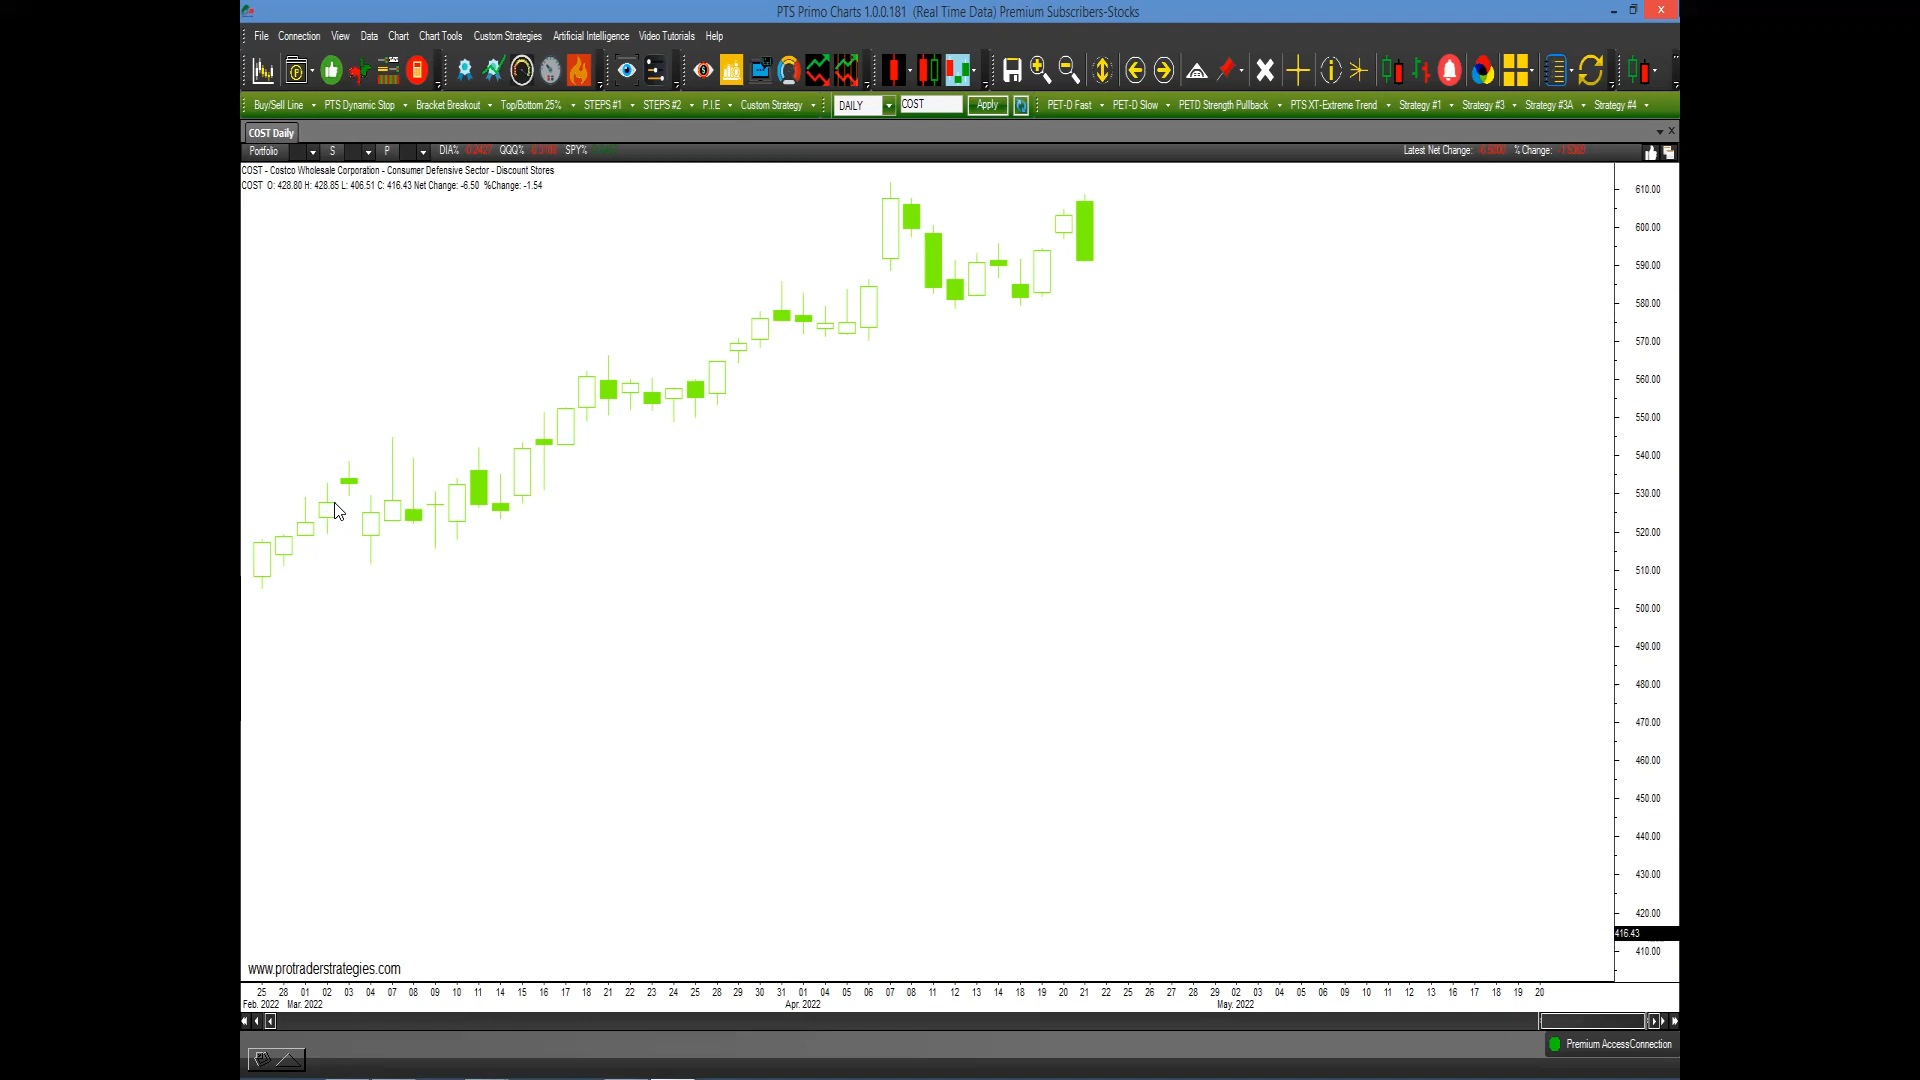 PTS Primo Charts 1.0.0.181 (Real Time Data) Premium Subscribers-Stocks
File Connection View Data Chart Chart Tools Custom Strategies Artificial Intelligence Video Tutorials Help
Buy/Sell Line PTS Dynamic Stop Bracket Breakout Top/Bottom 25% STEPS #1 STEPS #2 P.I.E Custom Strategy DAILY COST Apply PET-D Fast PET-D Slow PETD Strength Pullback PTS XT-Extreme Trend Strategy #1 Strategy #3 Strategy #3A Strategy #4
COST Daily
Portfolio S P DIA% QQQ% SPY% Latest Net Change: % Change:
COST - Costco Wholesale Corporation - Consumer Defensive Sector - Discount Stores
COST O: 428.80 H: 428.85 L: 406.51 C: 416.43 Net Change: -6.50 %Change: -1.54
610.00
600.00
590.00
580.00
570.00
560.00
550.00
540.00
530.00
520.00
510.00
500.00
490.00
480.00
470.00
460.00
450.00
440.00
430.00
420.00
416.43
410.00
www.protraderstrategies.com
25 28 01 02 03 04 07 08 09 10 11 14 15 16 17 18 21 22 23 24 25 28 29 30 31 01 04 05 06 07 08 11 12 13 14 18 19 20 21 22 25 26 27 28 29 02 03 04 05 06 09 10 11 12 13 16 17 18 19 20
Feb. 2022 Mar. 2022 Apr. 2022 May. 2022
Premium AccessConnection